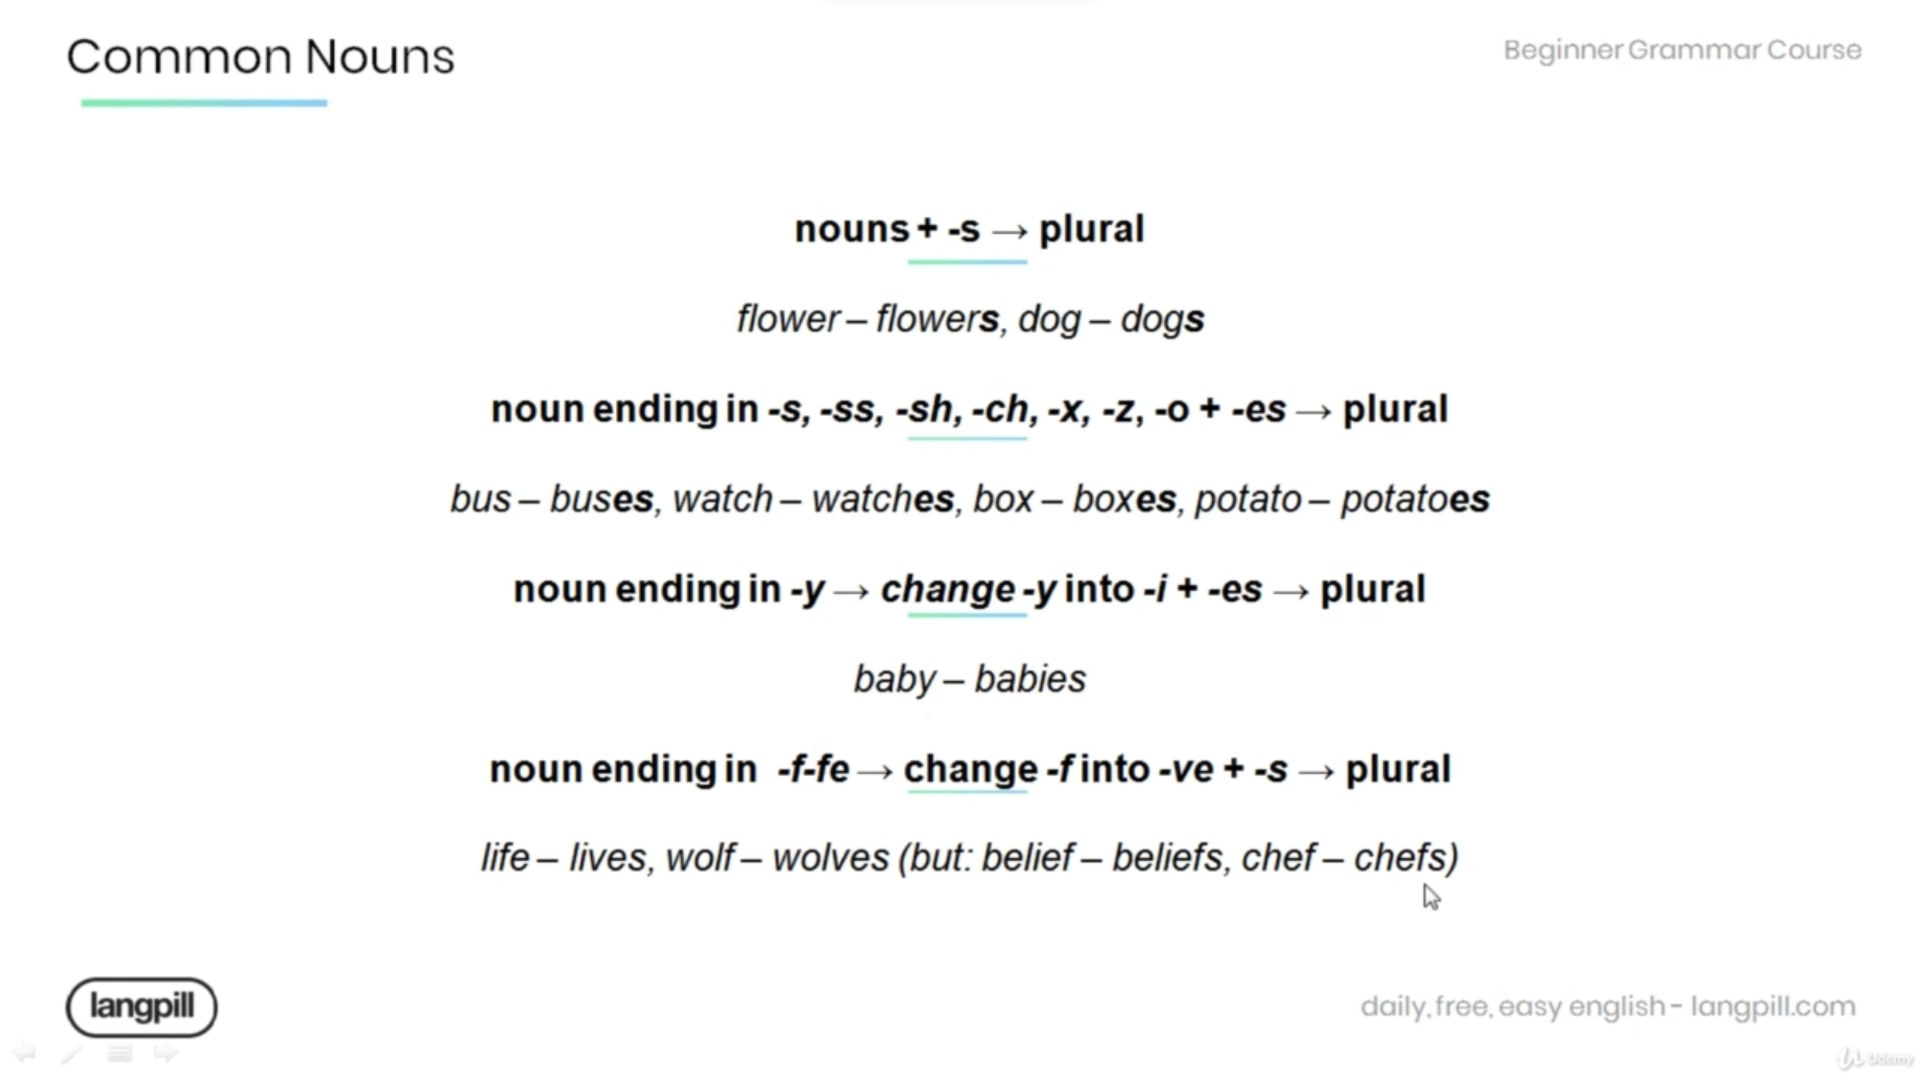 Common Nouns
Beginner Grammar Course
nouns + -s → plural
flower – flowers, dog – dogs
noun ending in -s, -ss, -sh, -ch, -x, -z, -o + -es → plural
bus – buses, watch – watches, box – boxes, potato – potatoes
noun ending in -y → change -y into -i + -es → plural
baby – babies
noun ending in -f-fe → change -f into -ve + -s → plural
life – lives, wolf – wolves (but: belief – beliefs, chef – chefs)
langpill
daily, free, easy english - langpill.com
Udemy